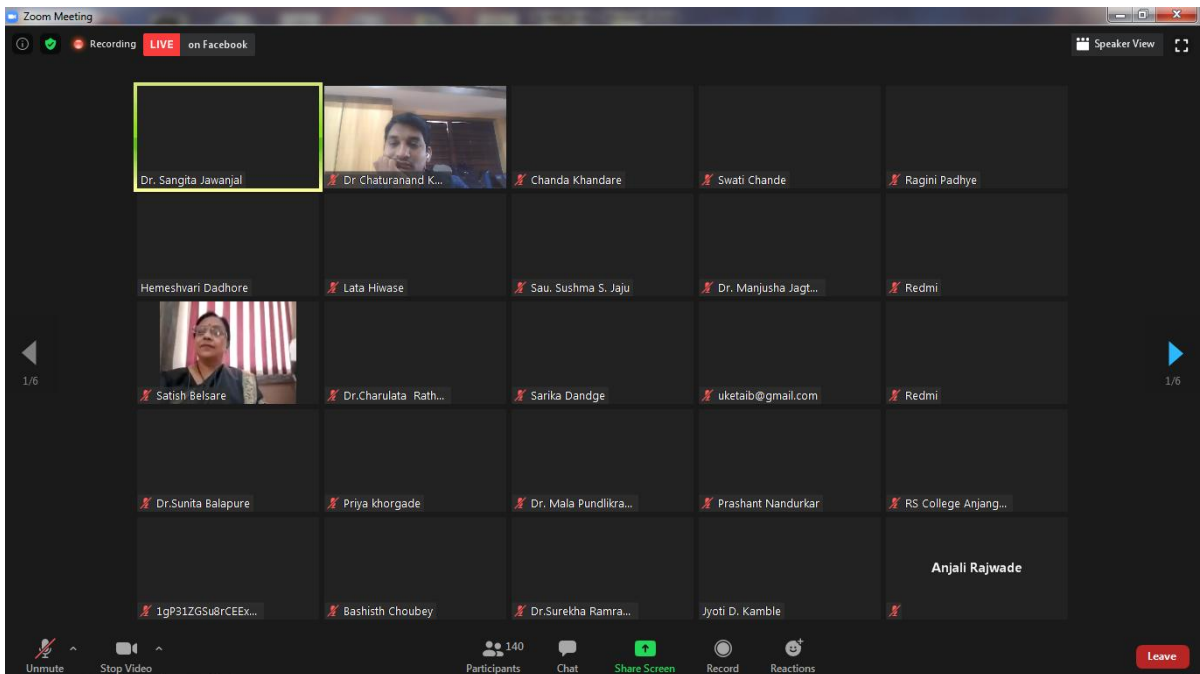 Zoom Meeting
Recording LIVE on Facebook Speaker View
Dr. Sangita Jawanjal Dr Chaturanand K... Chanda Khandare Swati Chande Ragini Padhye
Hemeshvari Dadhore Lata Hiwase Sau. Sushma S. Jaju Dr. Manjusha Jagt... Redmi
Satish Belsare Dr.Charulata Rath... Sarika Dandge uketaib@gmail.com Redmi
1/6 1/6
Dr.Sunita Balapure Priya khorgade Dr. Mala Pundlikra... Prashant Nandurkar RS College Anjang...
Anjali Rajwade
1gP31ZGSu8rCEEx... Bashisth Choubey Dr.Surekha Ramra... Jyoti D. Kamble
140
Unmute Stop Video Participants Chat Share Screen Record Reactions Leave